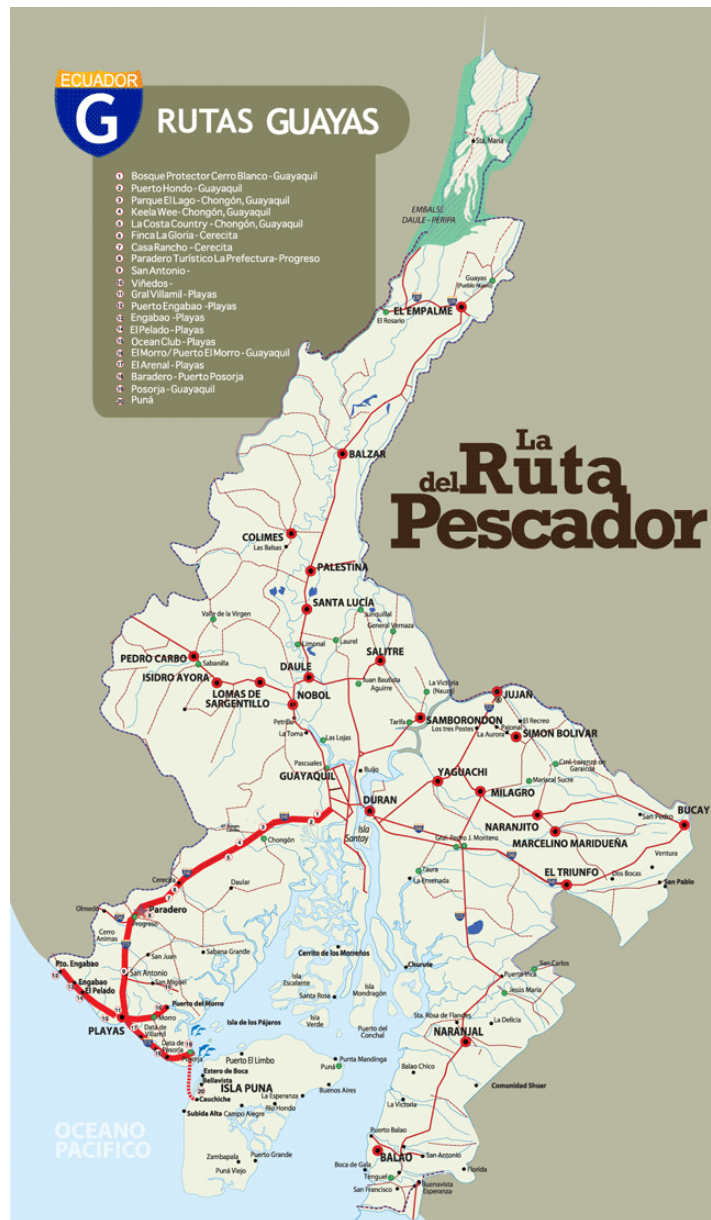 ECUADOR
G
RUTAS GUAYAS
1 Bosque Protector Cerro Blanco - Guayaquil
2 Puerto Hondo - Guayaquil
3 Parque El Lago - Chongón, Guayaquil
4 Keela Wee - Chongón, Guayaquil
5 La Costa Country - Chongón, Guayaquil
6 Finca La Gloria - Cerecita
7 Casa Rancho - Cerecita
8 Paradero Turístico La Prefectura - Progreso
9 San Antonio -
10 Viñedos -
11 Gral Villamil - Playas
12 Puerto Engabao - Playas
13 Engabao - Playas
14 El Pelado - Playas
15 Ocean Club - Playas
16 El Morro / Puerto El Morro - Guayaquil
17 El Arenal - Playas
18 Baradero - Puerto Posorja
19 Posorja - Guayaquil
20 Puná
La
del Ruta
Pescador
Sta. María
EMBALSE
DAULE - PERIPA
Guayas
(Pueblo Nuevo)
EL EMPALME
El Rosario
BALZAR
COLIMES
Las Balsas
PALESTINA
SANTA LUCÍA
Junquillal
Valle de la Virgen
General Vernaza
Limonal
Laurel
SALITRE
PEDRO CARBO
Sabanilla
ISIDRO AYORA
DAULE
Juan Bautista
Aguirre
La Victoria
(Nauza)
JUJAN
LOMAS DE
SARGENTILLO
NOBOL
Petrillo
La Toma
Las Lojas
Tarifa
SAMBORONDON
Los tres Postes
El Recreo
Palonal
La Aurora
SIMON BOLIVAR
Pascuales
GUAYAQUIL
Buijo
Crnl. Lorenzo de
Garaicoa
YAGUACHI
Mariscal Sucre
MILAGRO
DURAN
BUCAY
San Pedro
NARANJITO
MARCELINO MARIDUEÑA
Isla
Santay
Gral. Pedro J. Montero
Chongón
Ventura
Taura
La Ensenada
EL TRIUNFO
Dos Bocas
San Pablo
Cerecita
Daular
Olmedo
Paradero
Progreso
Cerro
Animas
San Juan
Sabana Grande
Cerrito de los Morreños
Churute
San Carlos
Puerto Inca
Pto. Engabao
San Antonio
San Miguel
Engabao
El Pelado
Isla
Escalante
Santa Rosa
Isla
Mondragón
Jesús María
Puerto del Morro
Morro
PLAYAS
Isla de los Pájaros
Isla
Verde
Puerto del
Conchal
Sta. Rosa de Flandes
La Delicia
NARANJAL
Data de
Villamil
Data de
Posorja
Posorja
Puerto El Limbo
Punta Mandinga
Puná
Estero de Boca
Bellavista
ISLA PUNA
Cauchiche
Buenos Aires
La Esperanza
Río Hondo
Subida Alta
Campo Alegre
Balao Chico
Comunidad Shuar
La Victoria
OCEANO
PACIFICO
Puerto Balao
BALAO
San Antonio
Zambapala
Puná Viejo
Puerto Grande
Boca de Gala
Tenguel
Florida
San Francisco
Buenavista
Esperanza